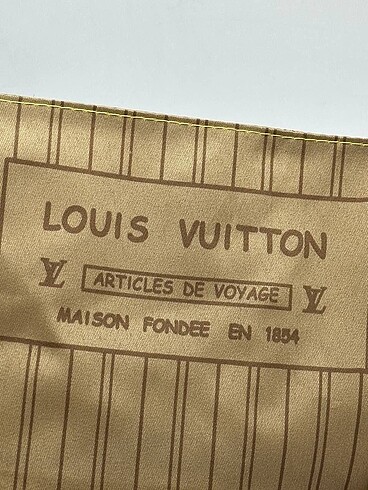 LOUIS VUITTON
LV ARTICLES DE VOYAGE LV
MAISON FONDEE EN 1854